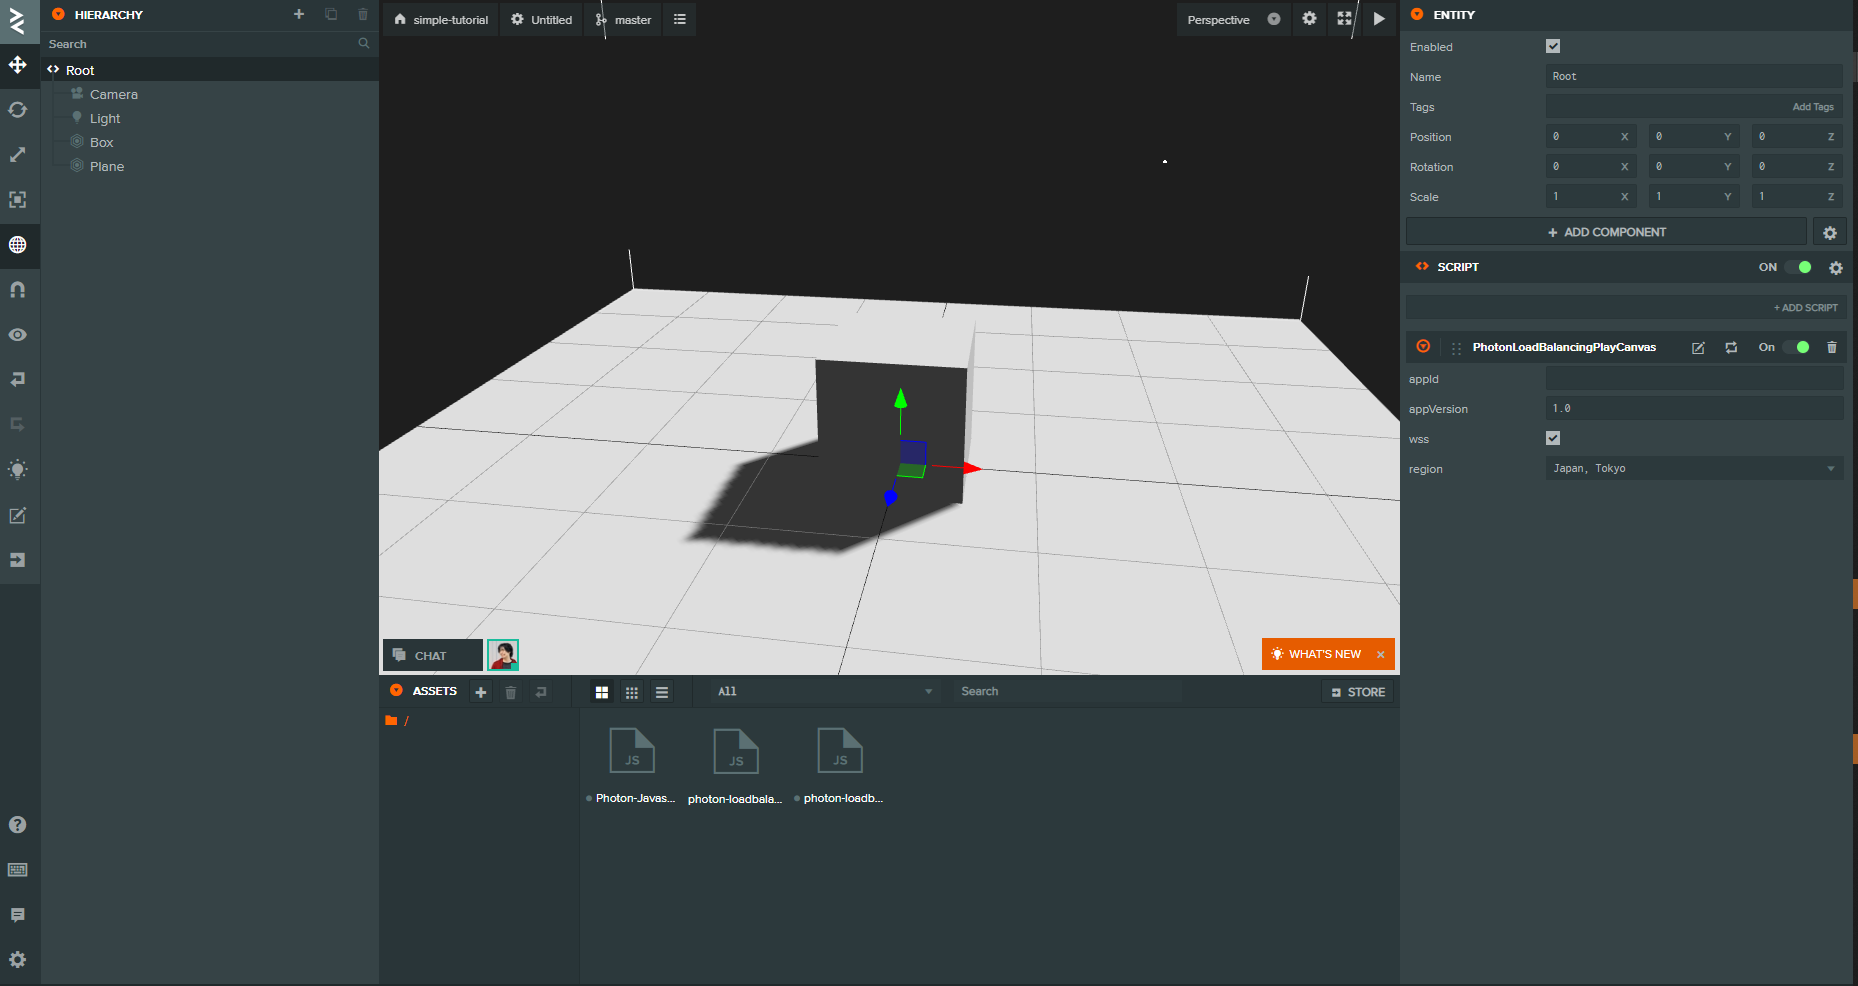 HIERARCHY
Search
Root
Camera
Light
Box
Plane
simple-tutorial
Untitled
master
Perspective
CHAT
WHAT'S NEW
ASSETS
All
Search
STORE
/
JS
JS
JS
Photon-Javas...
photon-loadbala...
photon-loadb...
ENTITY
Enabled
Name
Root
Tags
Add Tags
Position
0 X 0 Y 0 Z
Rotation
0 X 0 Y 0 Z
Scale
1 X 1 Y 1 Z
+ ADD COMPONENT
SCRIPT
ON
+ ADD SCRIPT
PhotonLoadBalancingPlayCanvas
On
appId
appVersion
1.0
wss
region
Japan, Tokyo